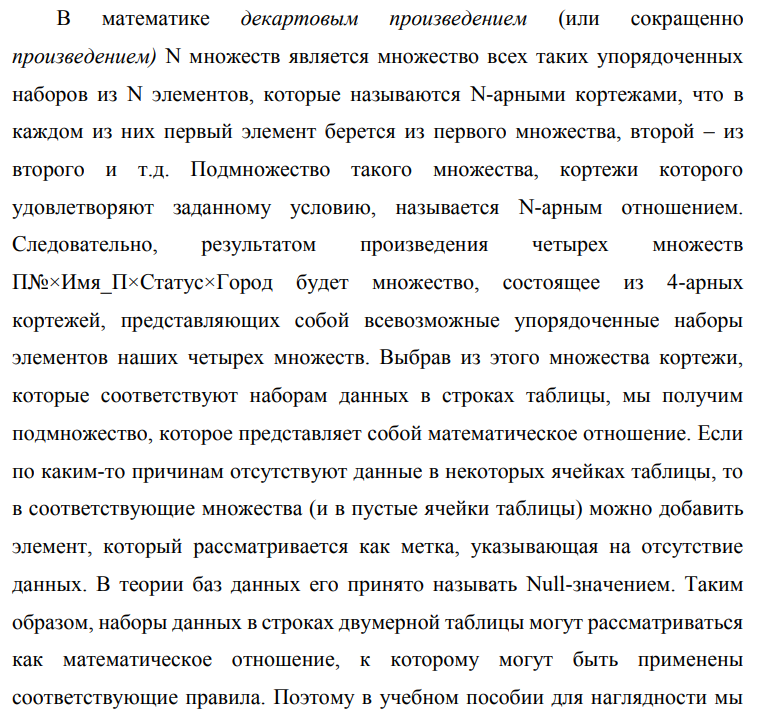 В математике декартовым произведением (или сокращенно
произведением) N множеств является множество всех таких упорядоченных
наборов из N элементов, которые называются N-арными кортежами, что в
каждом из них первый элемент берется из первого множества, второй – из
второго и т.д. Подмножество такого множества, кортежи которого
удовлетворяют заданному условию, называется N-арным отношением.
Следовательно, результатом произведения четырех множеств
П№×Имя_П×Статус×Город будет множество, состоящее из 4-арных
кортежей, представляющих собой всевозможные упорядоченные наборы
элементов наших четырех множеств. Выбрав из этого множества кортежи,
которые соответствуют наборам данных в строках таблицы, мы получим
подмножество, которое представляет собой математическое отношение. Если
по каким-то причинам отсутствуют данные в некоторых ячейках таблицы, то
в соответствующие множества (и в пустые ячейки таблицы) можно добавить
элемент, который рассматривается как метка, указывающая на отсутствие
данных. В теории баз данных его принято называть Null-значением. Таким
образом, наборы данных в строках двумерной таблицы могут рассматриваться
как математическое отношение, к которому могут быть применены
соответствующие правила. Поэтому в учебном пособии для наглядности мы